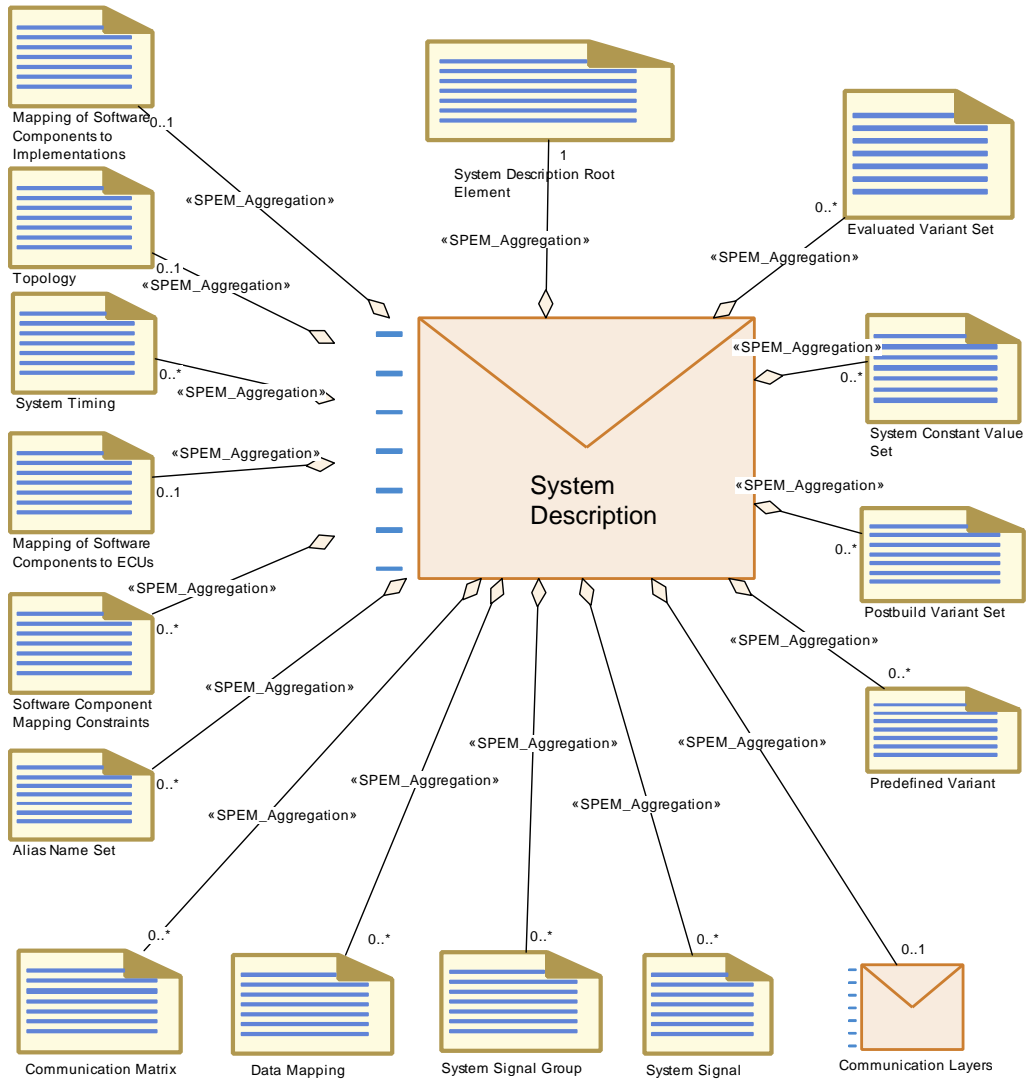 Mapping of Software
Components to
Implementations
0..1
«SPEM_Aggregation»
1
System Description Root
Element
«SPEM_Aggregation»
0..*
Evaluated Variant Set
«SPEM_Aggregation»
Topology
0..1
«SPEM_Aggregation»
System Timing
0..*
«SPEM_Aggregation»
«SPEM_Aggregation»
0..*
System Constant Value
Set
Mapping of Software
Components to ECUs
0..1
«SPEM_Aggregation»
System
Description
«SPEM_Aggregation»
0..*
Postbuild Variant Set
Software Component
Mapping Constraints
0..*
«SPEM_Aggregation»
«SPEM_Aggregation»
0..*
Predefined Variant
Alias Name Set
0..*
«SPEM_Aggregation»
«SPEM_Aggregation»
«SPEM_Aggregation»
«SPEM_Aggregation»
«SPEM_Aggregation»
«SPEM_Aggregation»
0..*
0..*
0..*
0..*
0..1
Communication Matrix
Data Mapping
System Signal Group
System Signal
Communication Layers